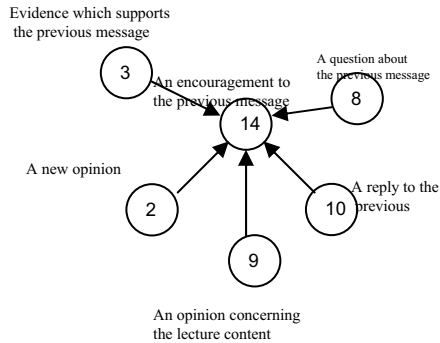 Evidence which supports
the previous message
3
An encouragement to
the previous message
A question about
the previous message
8
14
A new opinion
A reply to the
previous
2
10
9
An opinion concerning
the lecture content